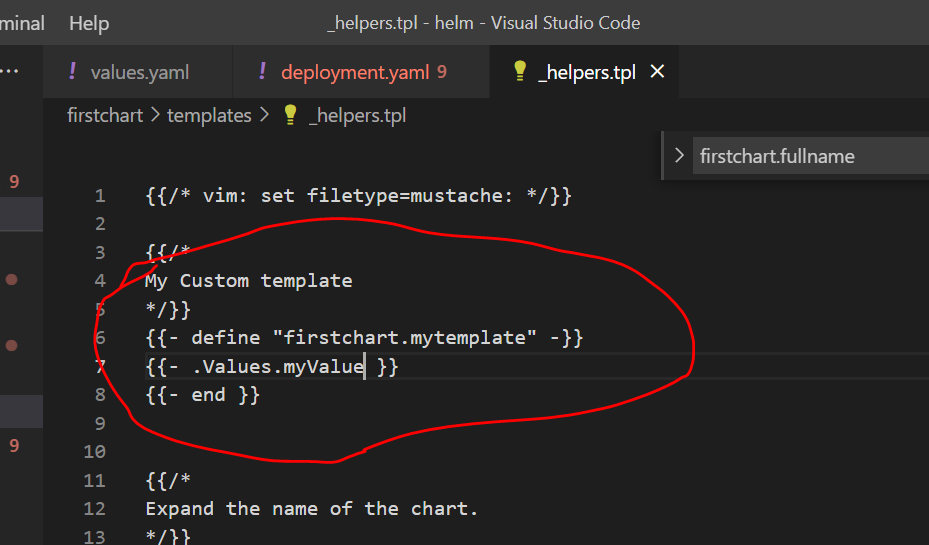 minal Help _helpers.tpl - helm - Visual Studio Code
... ! values.yaml ! deployment.yaml 9 _helpers.tpl ×
firstchart > templates > _helpers.tpl
> firstchart.fullname
9
1 {{/* vim: set filetype=mustache: */}}
2
3 {{/*
4 My Custom template
5 */}}
6 {{- define "firstchart.mytemplate" -}}
7 {{- .Values.myValue }}
8 {{- end }}
9
9
10
11 {{/*
12 Expand the name of the chart.
13 */}}